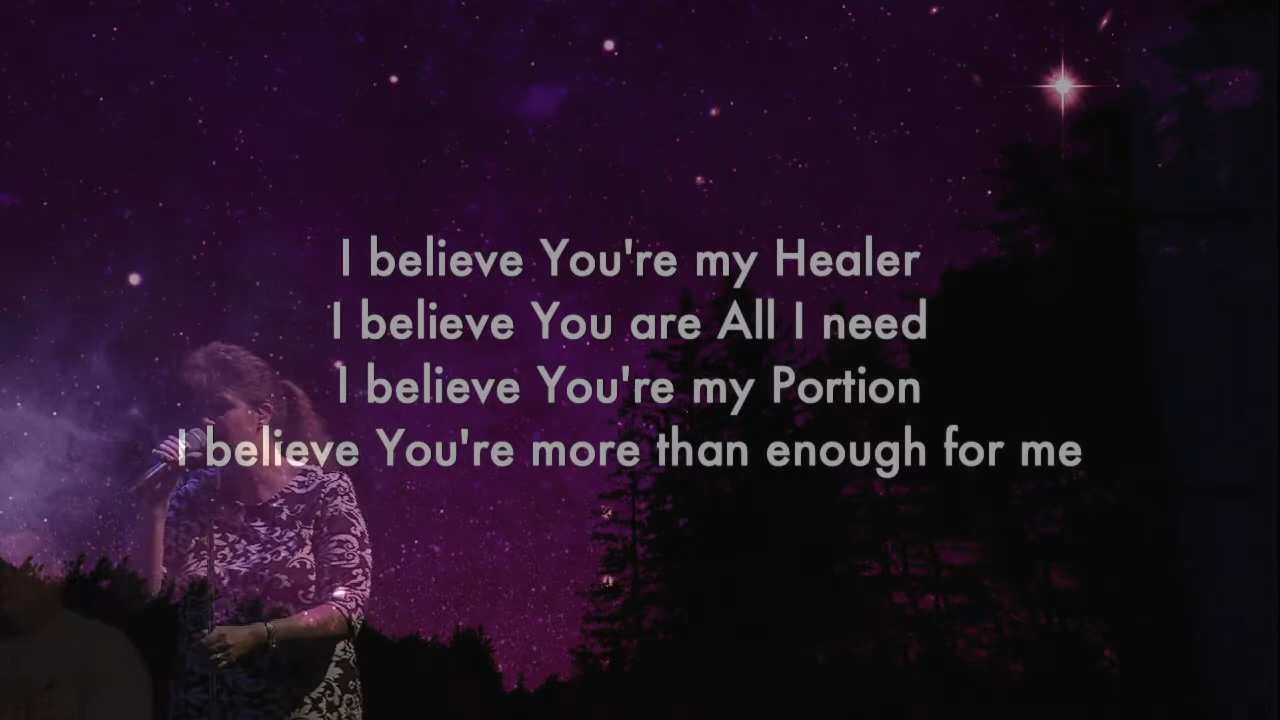 I believe You're my Healer
I believe You are All I need
I believe You're my Portion
I believe You're more than enough for me